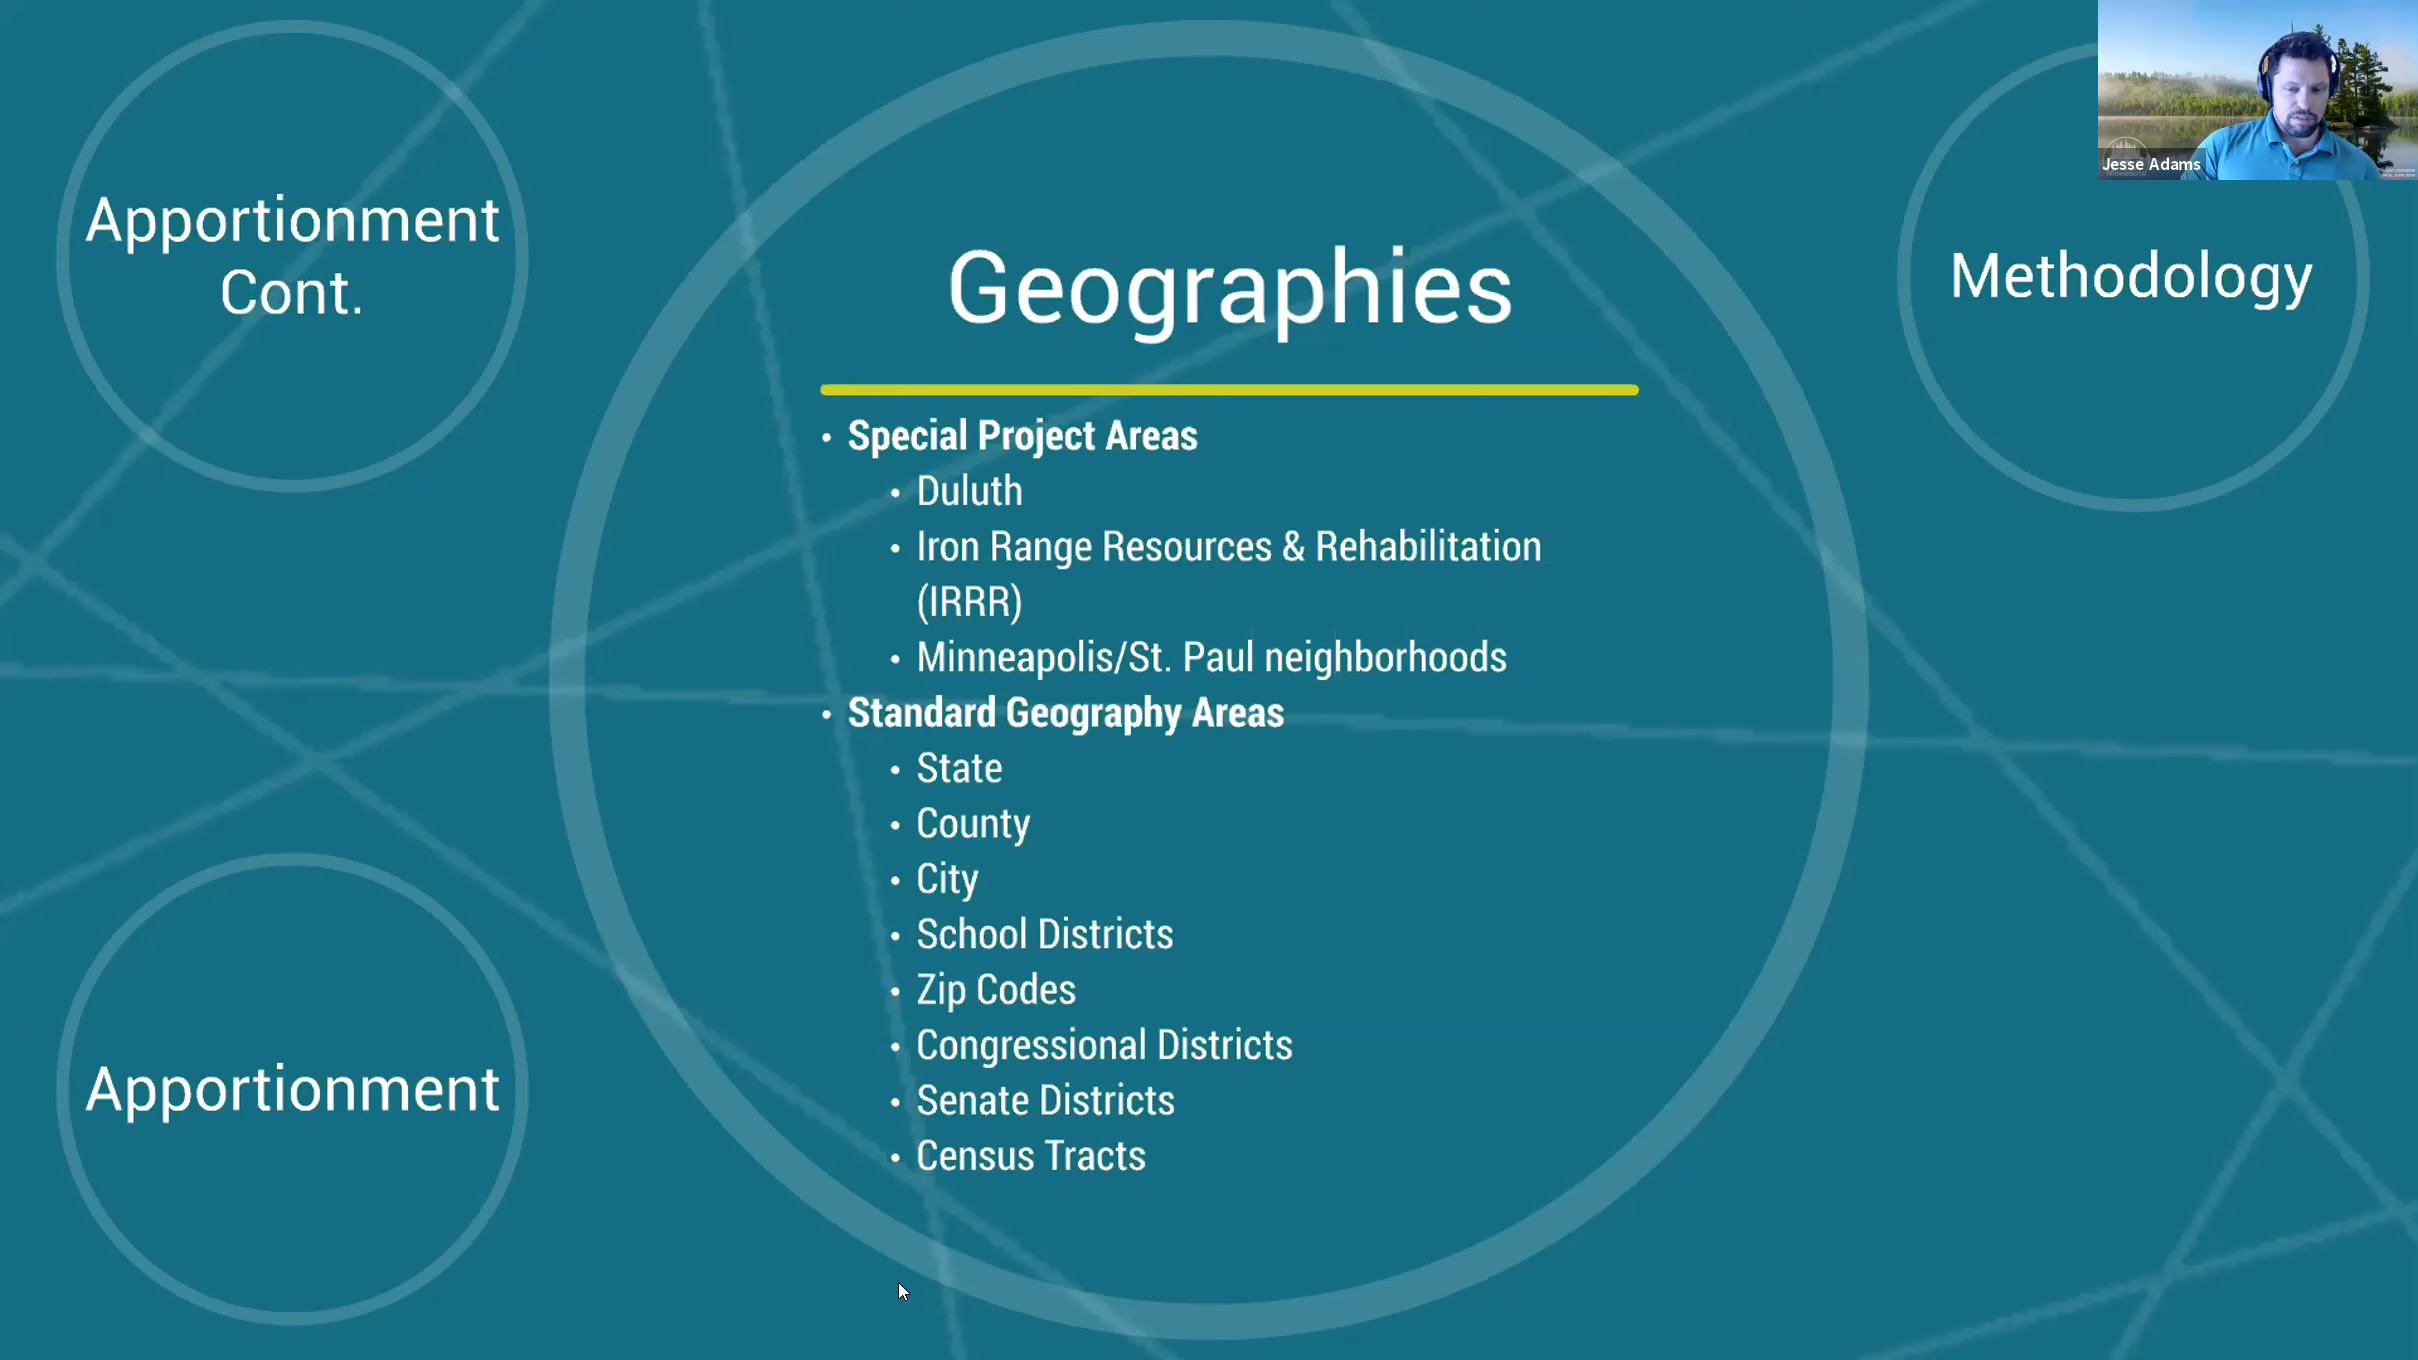 Apportionment
Cont.
Geographies
Methodology
Jesse Adams
• Special Project Areas
• Duluth
• Iron Range Resources & Rehabilitation
(IRRR)
• Minneapolis/St. Paul neighborhoods
• Standard Geography Areas
• State
• County
• City
• School Districts
• Zip Codes
• Congressional Districts
• Senate Districts
• Census Tracts
Apportionment